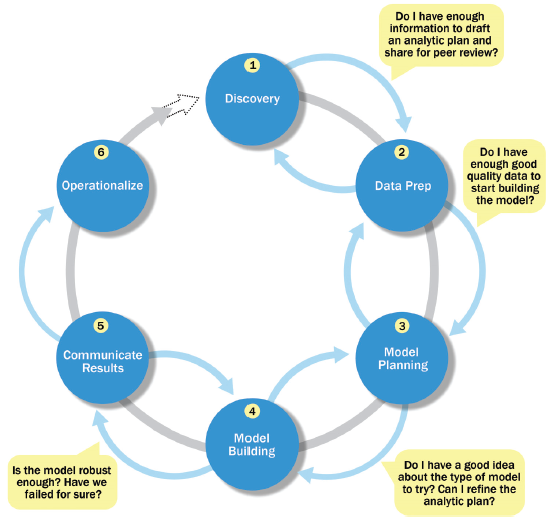 1
Discovery
Do I have enough
information to draft
an analytic plan and
share for peer review?
2
Data Prep
Do I have
enough good
quality data to
start building
the model?
3
Model
Planning
Do I have a good idea
about the type of model
to try? Can I refine the
analytic plan?
4
Model
Building
Is the model robust
enough? Have we
failed for sure?
5
Communicate
Results
6
Operationalize